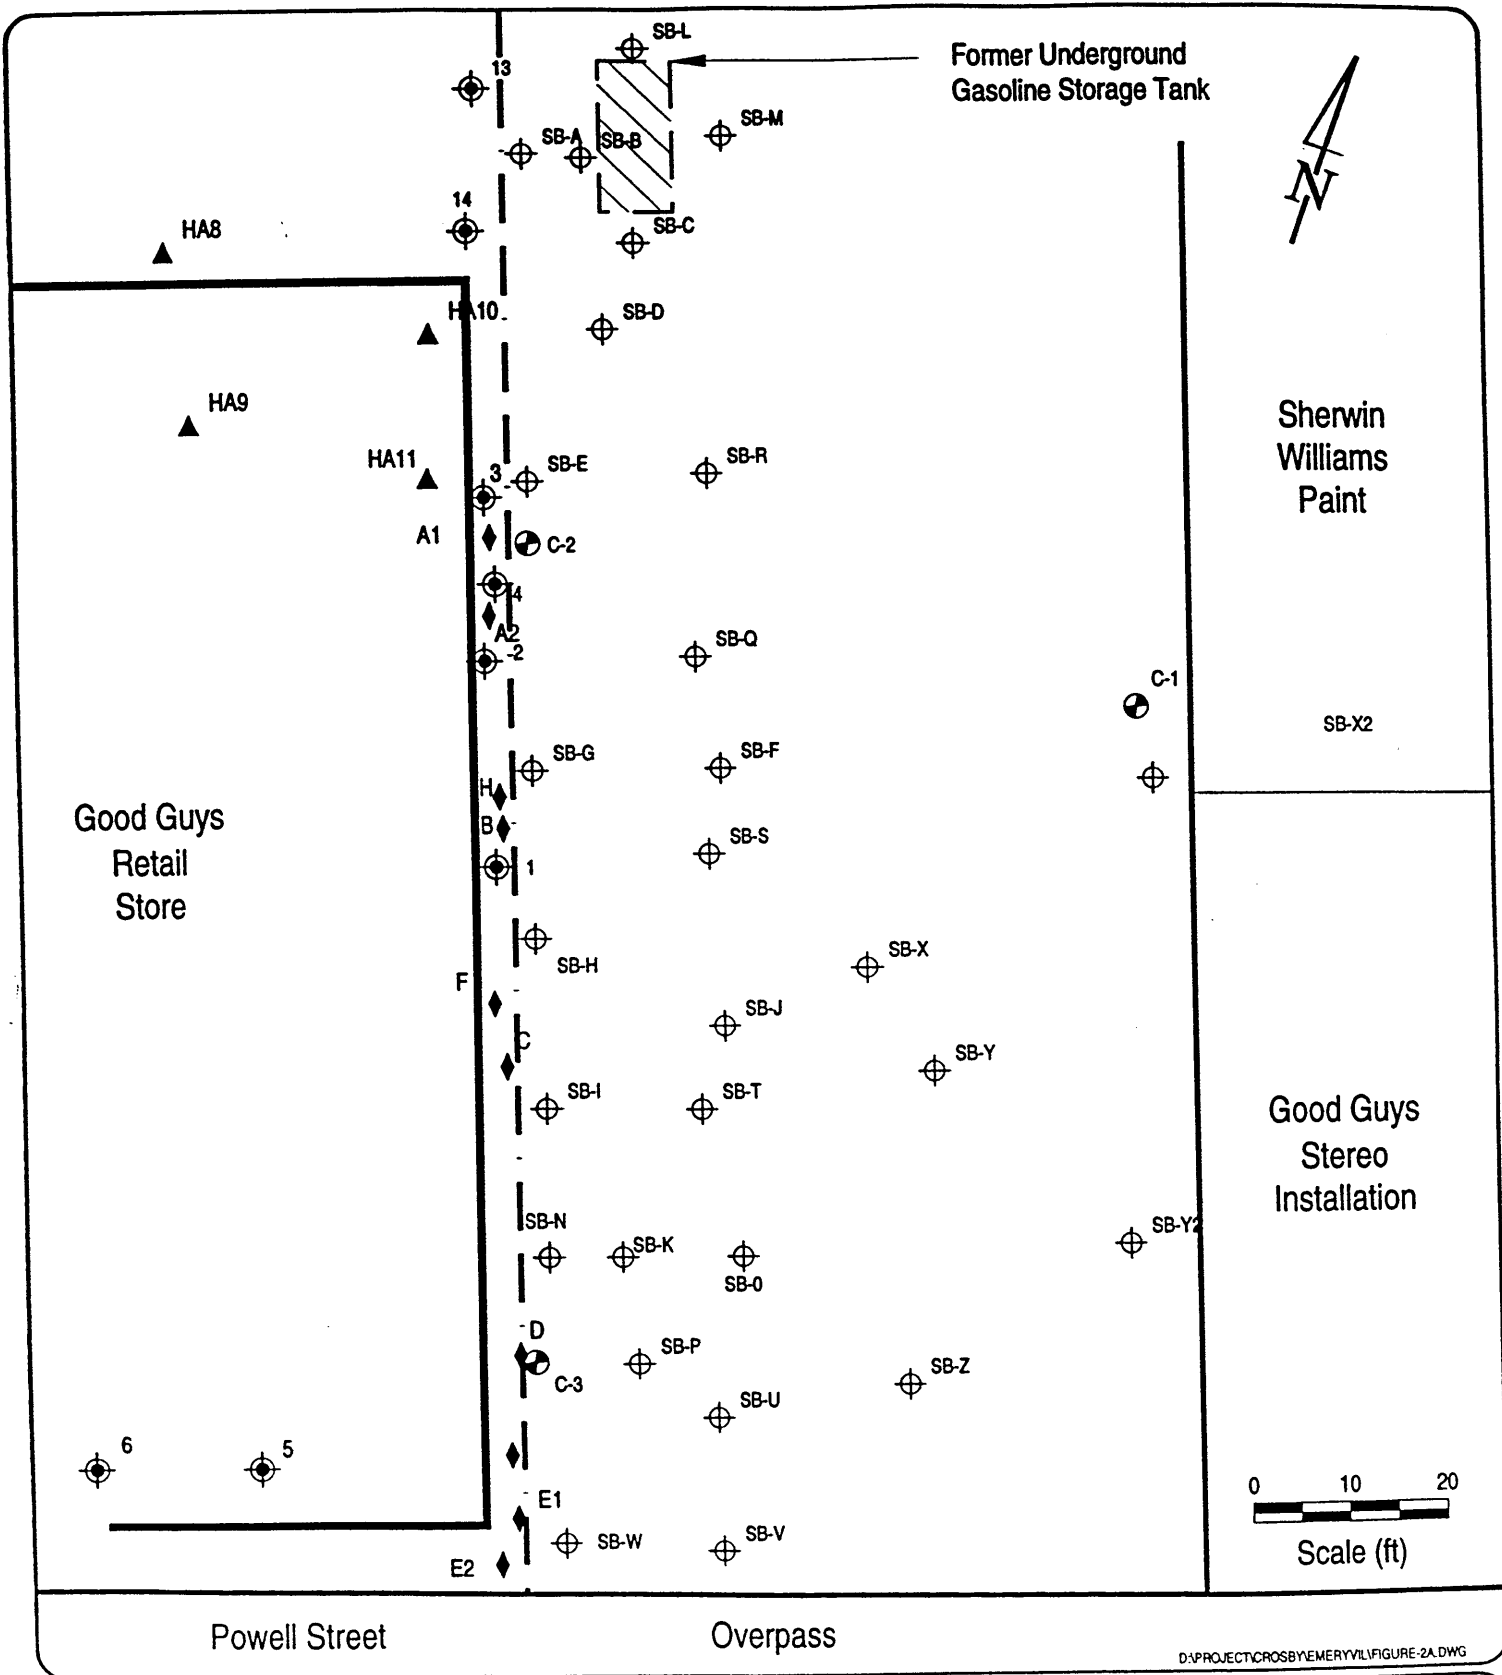 SB-L
Former Underground
Gasoline Storage Tank
13
SB-M
SB-A
SB-B
N
14
HA8
SB-C
HA10
SB-D
HA9
Sherwin
Williams
Paint
HA11
3
SB-E
SB-R
A1
C-2
4
A2
2
SB-Q
C-1
SB-X2
SB-G
SB-F
H
B
SB-S
1
Good Guys
Retail
Store
SB-H
SB-X
F
SB-J
C
SB-Y
SB-I
SB-T
Good Guys
Stereo
Installation
SB-N
SB-K
SB-0
SB-Y2
D
SB-P
C-3
SB-Z
SB-U
6
5
0 10 20
Scale (ft)
E1
SB-W
SB-V
E2
Powell Street
Overpass
D:\PROJECT\CROSBY\EMERYVIL\FIGURE-2A.DWG